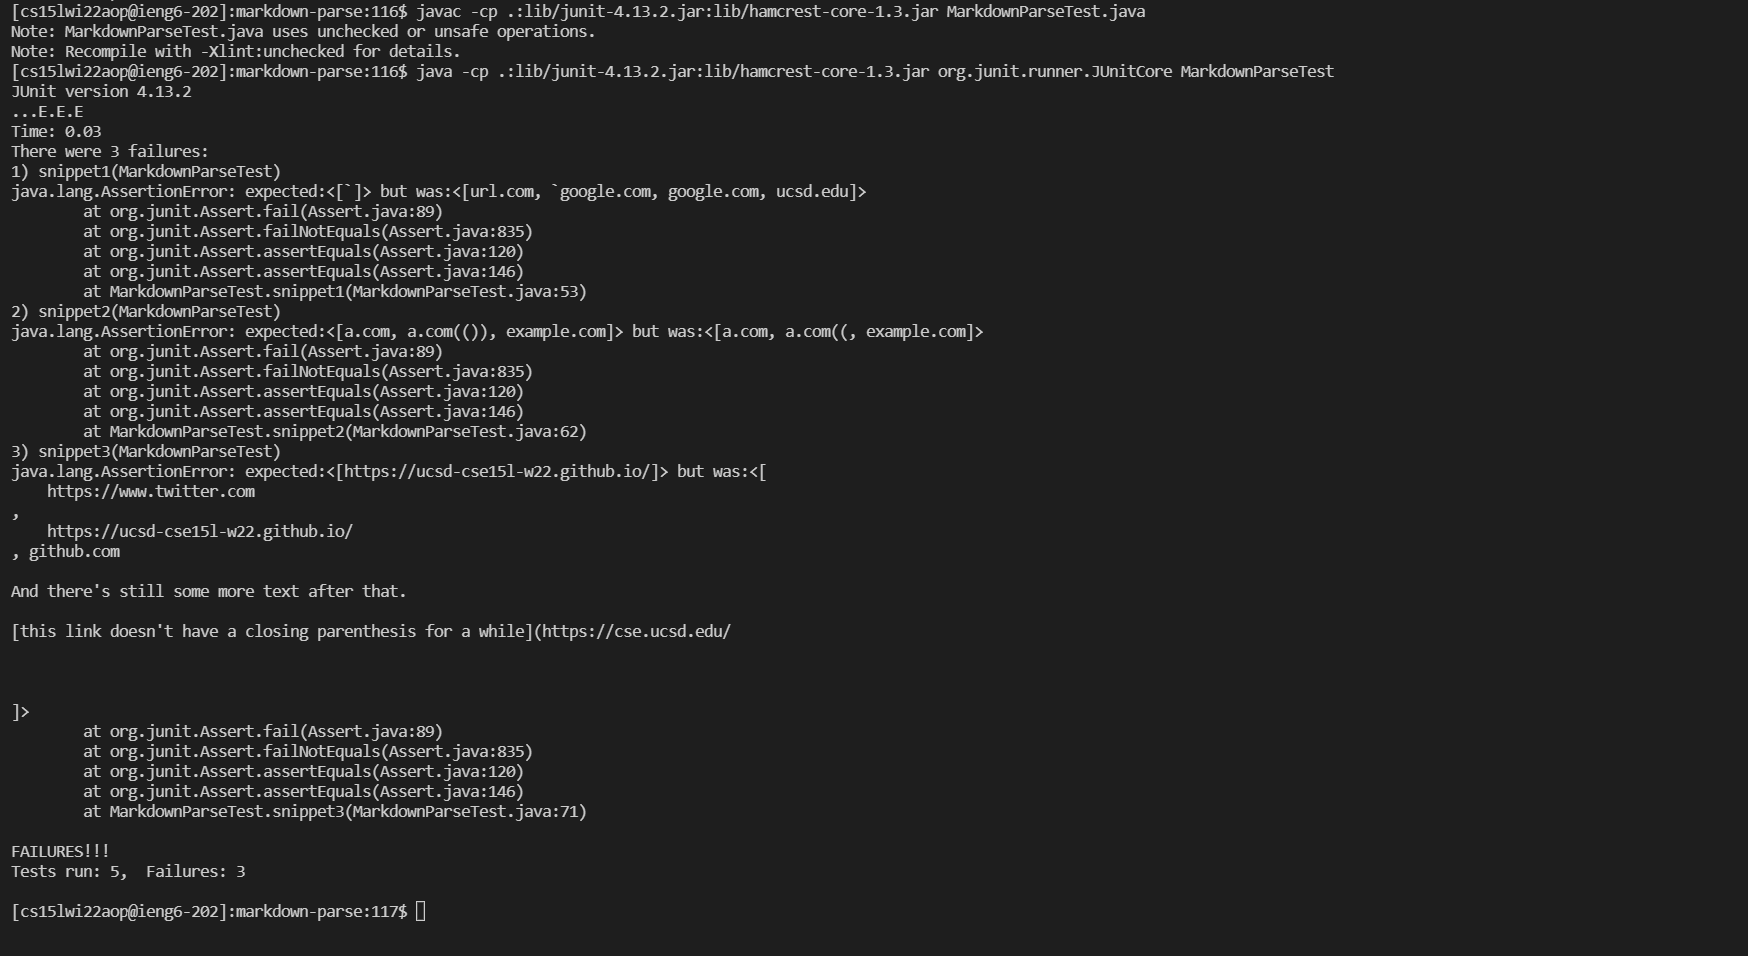 [cs15lwi22aop@ieng6-202]:markdown-parse:116$ javac -cp .:lib/junit-4.13.2.jar:lib/hamcrest-core-1.3.jar MarkdownParseTest.java
Note: MarkdownParseTest.java uses unchecked or unsafe operations.
Note: Recompile with -Xlint:unchecked for details.
[cs15lwi22aop@ieng6-202]:markdown-parse:116$ java -cp .:lib/junit-4.13.2.jar:lib/hamcrest-core-1.3.jar org.junit.runner.JUnitCore MarkdownParseTest
JUnit version 4.13.2
...E.E.E
Time: 0.03
There were 3 failures:
1) snippet1(MarkdownParseTest)
java.lang.AssertionError: expected:<[`]> but was:<[url.com, `google.com, google.com, ucsd.edu]>
        at org.junit.Assert.fail(Assert.java:89)
        at org.junit.Assert.failNotEquals(Assert.java:835)
        at org.junit.Assert.assertEquals(Assert.java:120)
        at org.junit.Assert.assertEquals(Assert.java:146)
        at MarkdownParseTest.snippet1(MarkdownParseTest.java:53)
2) snippet2(MarkdownParseTest)
java.lang.AssertionError: expected:<[a.com, a.com(()), example.com]> but was:<[a.com, a.com((, example.com]>
        at org.junit.Assert.fail(Assert.java:89)
        at org.junit.Assert.failNotEquals(Assert.java:835)
        at org.junit.Assert.assertEquals(Assert.java:120)
        at org.junit.Assert.assertEquals(Assert.java:146)
        at MarkdownParseTest.snippet2(MarkdownParseTest.java:62)
3) snippet3(MarkdownParseTest)
java.lang.AssertionError: expected:<[https://ucsd-cse15l-w22.github.io/]> but was:<[
    https://www.twitter.com
,
    https://ucsd-cse15l-w22.github.io/
, github.com

And there's still some more text after that.

[this link doesn't have a closing parenthesis for a while](https://cse.ucsd.edu/



]>
        at org.junit.Assert.fail(Assert.java:89)
        at org.junit.Assert.failNotEquals(Assert.java:835)
        at org.junit.Assert.assertEquals(Assert.java:120)
        at org.junit.Assert.assertEquals(Assert.java:146)
        at MarkdownParseTest.snippet3(MarkdownParseTest.java:71)

FAILURES!!!
Tests run: 5,  Failures: 3

[cs15lwi22aop@ieng6-202]:markdown-parse:117$